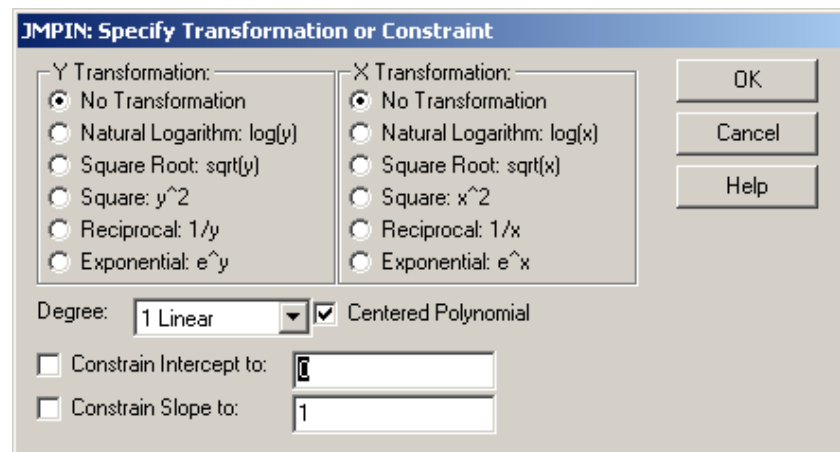 JMPIN: Specify Transformation or Constraint
Y Transformation:
No Transformation
Natural Logarithm: log(y)
Square Root: sqrt(y)
Square: y^2
Reciprocal: 1/y
Exponential: e^y
X Transformation:
No Transformation
Natural Logarithm: log(x)
Square Root: sqrt(x)
Square: x^2
Reciprocal: 1/x
Exponential: e^x
OK
Cancel
Help
Degree: 1 Linear Centered Polynomial
Constrain Intercept to: 0
Constrain Slope to: 1